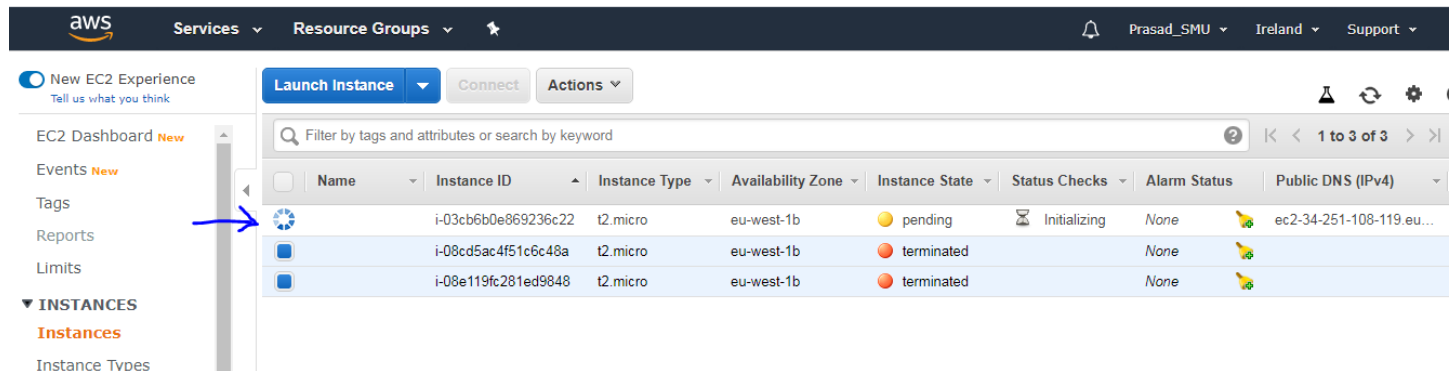 aws Services Resource Groups Prasad_SMU Ireland Support
New EC2 Experience
Tell us what you think
Launch Instance Connect Actions
EC2 Dashboard New
Filter by tags and attributes or search by keyword 1 to 3 of 3
Events New
Name Instance ID Instance Type Availability Zone Instance State Status Checks Alarm Status Public DNS (IPv4)
Tags
i-03cb6b0e869236c22 t2.micro eu-west-1b pending Initializing None ec2-34-251-108-119.eu...
Reports
i-08cd5ac4f51c6c48a t2.micro eu-west-1b terminated None
Limits
i-08e119fc281ed9848 t2.micro eu-west-1b terminated None
INSTANCES
Instances
Instance Types